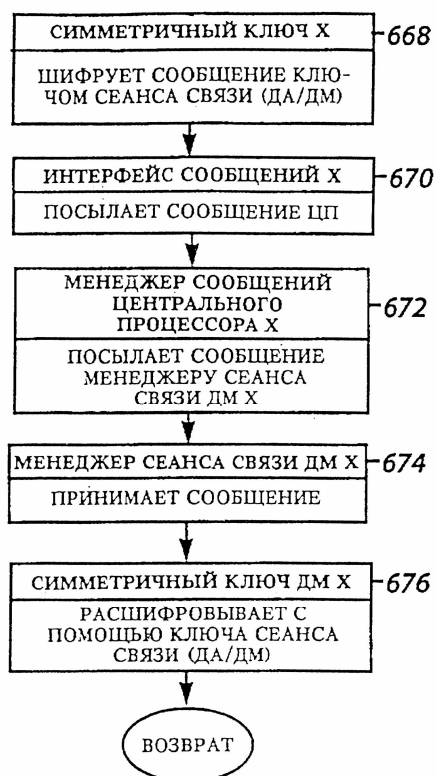 СИММЕТРИЧНЫЙ КЛЮЧ X
668
ШИФРУЕТ СООБЩЕНИЕ КЛЮ-
ЧОМ СЕАНСА СВЯЗИ (ДА/ДМ)
ИНТЕРФЕЙС СООБЩЕНИЙ X
670
ПОСЫЛАЕТ СООБЩЕНИЕ ЦП
МЕНЕДЖЕР СООБЩЕНИЙ
ЦЕНТРАЛЬНОГО
ПРОЦЕССОРА X
672
ПОСЫЛАЕТ СООБЩЕНИЕ
МЕНЕДЖЕРУ СЕАНСА
СВЯЗИ ДМ X
МЕНЕДЖЕР СЕАНСА СВЯЗИ ДМ X
674
ПРИНИМАЕТ СООБЩЕНИЕ
СИММЕТРИЧНЫЙ КЛЮЧ ДМ X
676
РАСШИФРОВЫВАЕТ С
ПОМОЩЬЮ КЛЮЧА СЕАНСА
СВЯЗИ (ДА/ДМ)
ВОЗВРАТ